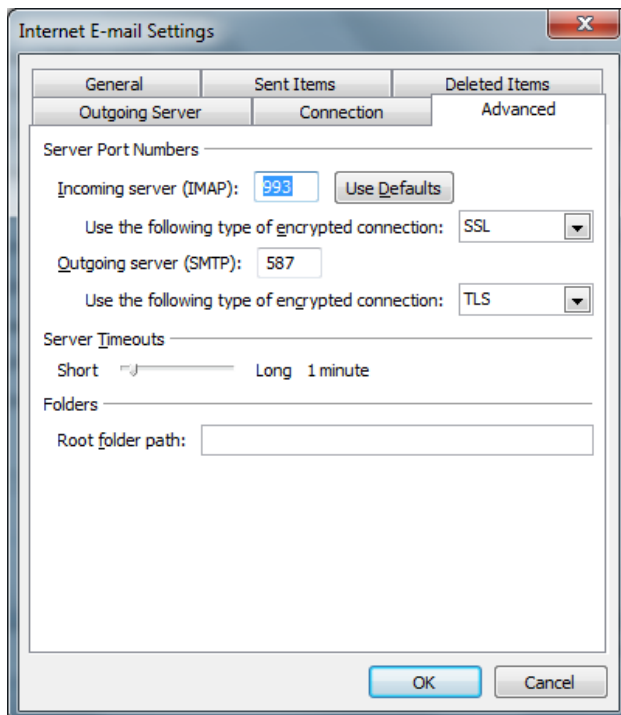 Internet E-mail Settings
General Sent Items Deleted Items
Outgoing Server Connection Advanced
Server Port Numbers
Incoming server (IMAP): 993 Use Defaults
Use the following type of encrypted connection: SSL
Outgoing server (SMTP): 587
Use the following type of encrypted connection: TLS
Server Timeouts
Short Long 1 minute
Folders
Root folder path:
OK Cancel